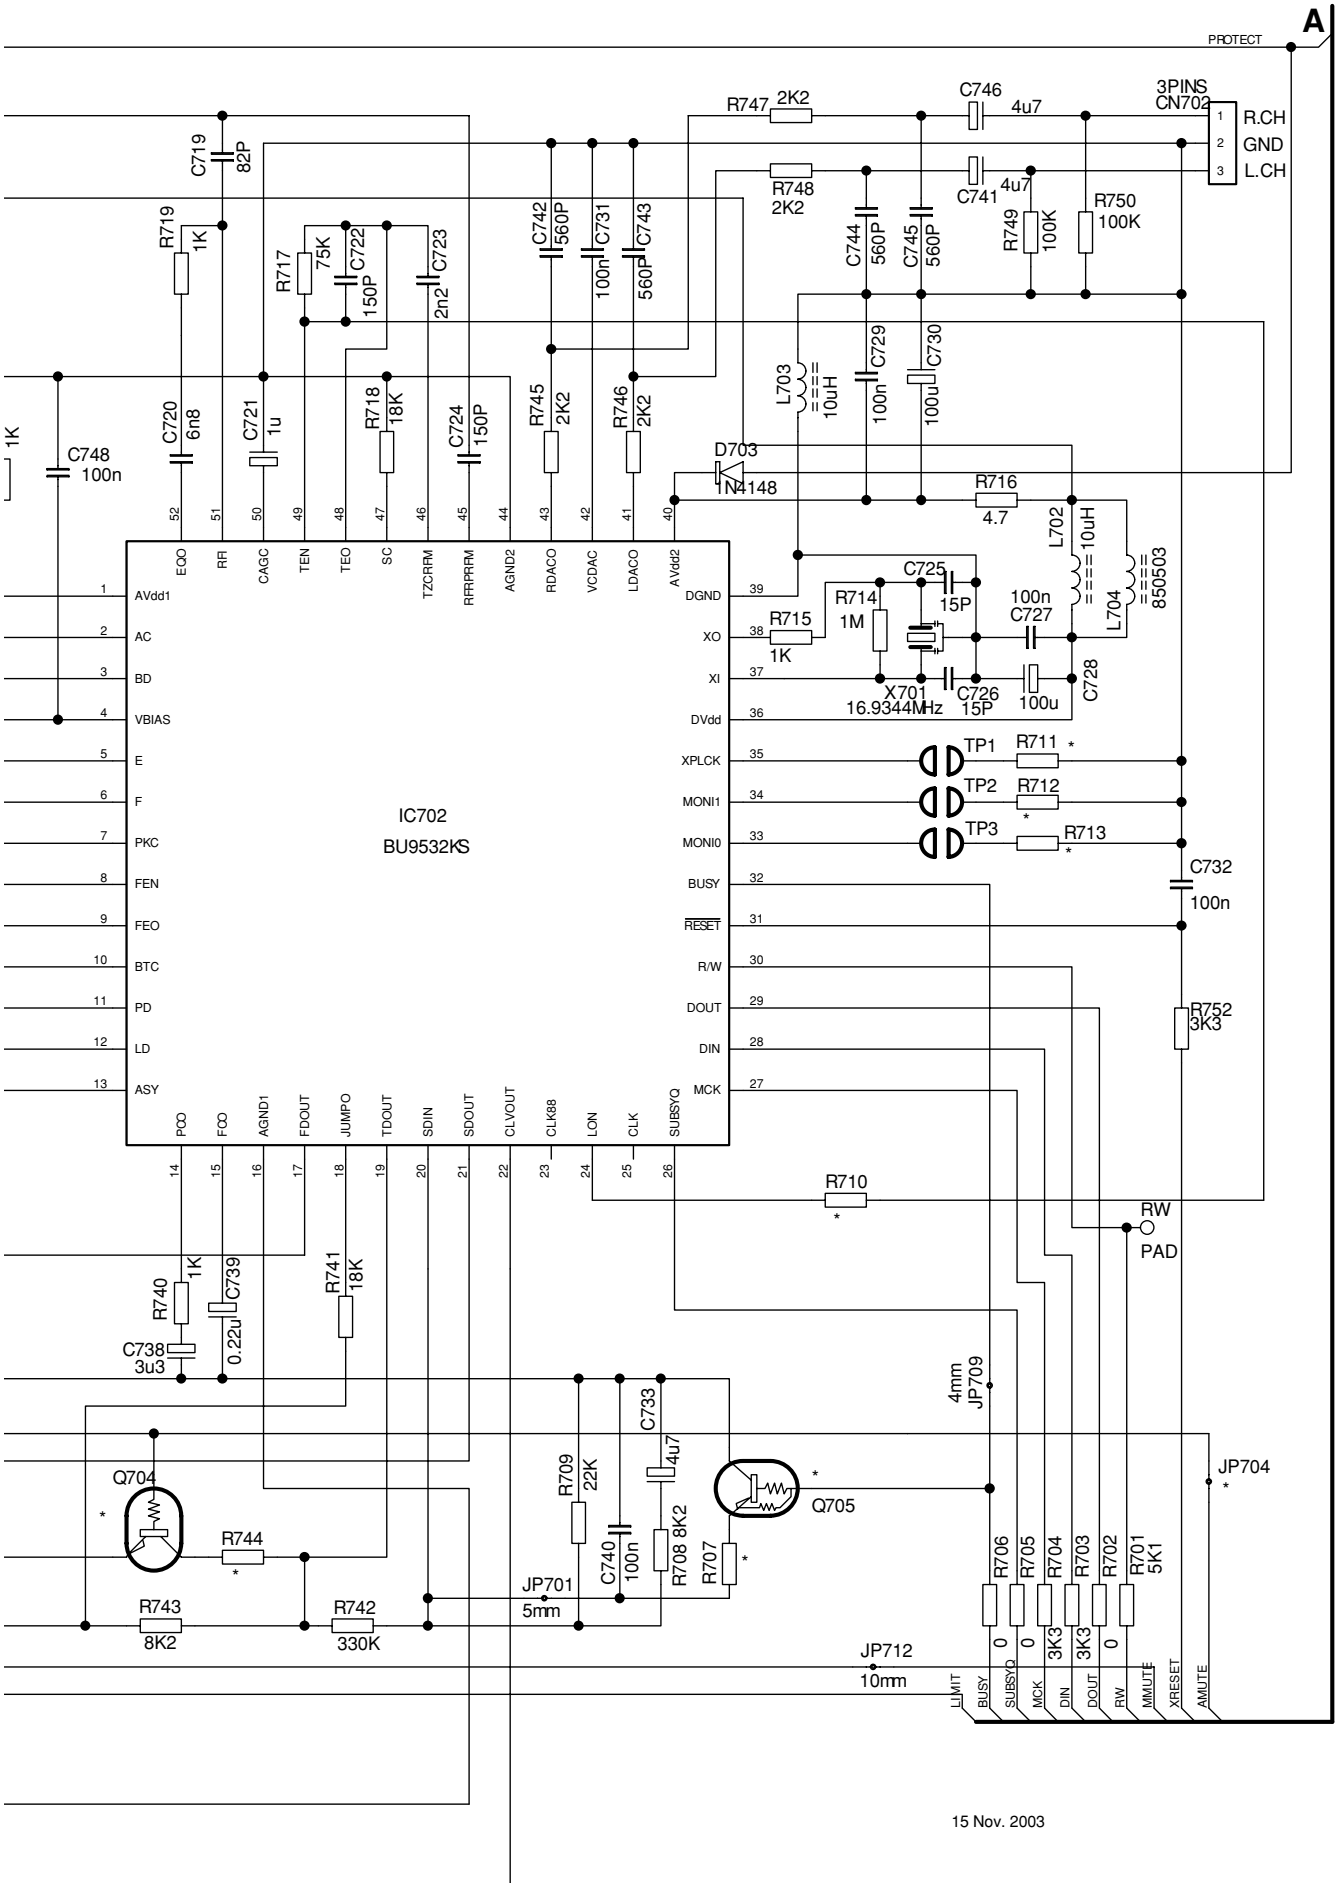 A
PROTECT
3PINS
CN702
1
R.CH
2
GND
3
L.CH
R747
2K2
C746
4u7
R748
2K2
C741
4u7
C719
82P
R719
1K
R717
75K
C722
150P
C723
2n2
C742
560P
C731
100n
C743
560P
C744
560P
C745
560P
R749
100K
R750
100K
1K
C748
100n
C720
6n8
C721
1u
R718
18K
C724
150P
R745
2K2
R746
2K2
L703
10uH
C729
100n
C730
100u
D703
1N4148
R716
4.7
L702
10uH
L704
850503
52
51
50
49
48
47
46
45
44
43
42
41
40
EQO
RFI
CAGC
TEN
TEO
SC
TZCRRM
RFRPRFM
AGND2
RDACO
VCDAC
LDACO
AVdd2
1
AVdd1
2
AC
3
BD
4
VBIAS
5
E
6
F
7
PKC
8
FEN
9
FEO
10
BTC
11
PD
12
LD
13
ASY
IC702
BU9532KS
DGND
39
XO
38
XI
37
DVdd
36
XPLCK
35
MONI1
34
MONI0
33
BUSY
32
RESET
31
R/W
30
DOUT
29
DIN
28
MCK
27
R715
1K
R714
1M
C725
15P
X701
16.9344MHz
C726
15P
100n
C727
100u
C728
TP1
R711
*
TP2
R712
*
TP3
R713
*
C732
100n
R752
3K3
PCO
FCO
AGND1
FDOUT
JUMPO
TDOUT
SDIN
SDOUT
CLVOUT
CLK88
LON
CLK
SUBSYQ
14
15
16
17
18
19
20
21
22
23
24
25
26
R710
*
RW
PAD
R740
1K
C738
3u3
C739
0.22u
R741
18K
4mm
JP709
C733
4u7
R709
22K
C740
100n
R708 8K2
R707
*
*
Q705
Q704
*
R744
*
R743
8K2
R742
330K
JP701
5mm
JP704
*
R706
0
R705
0
R704
3K3
R703
3K3
R702
0
R701
5K1
JP712
10mm
LIMIT
BUSY
SUBSYQ
MCK
DIN
DOUT
RW
MMUTE
XRESET
AMUTE
15 Nov. 2003